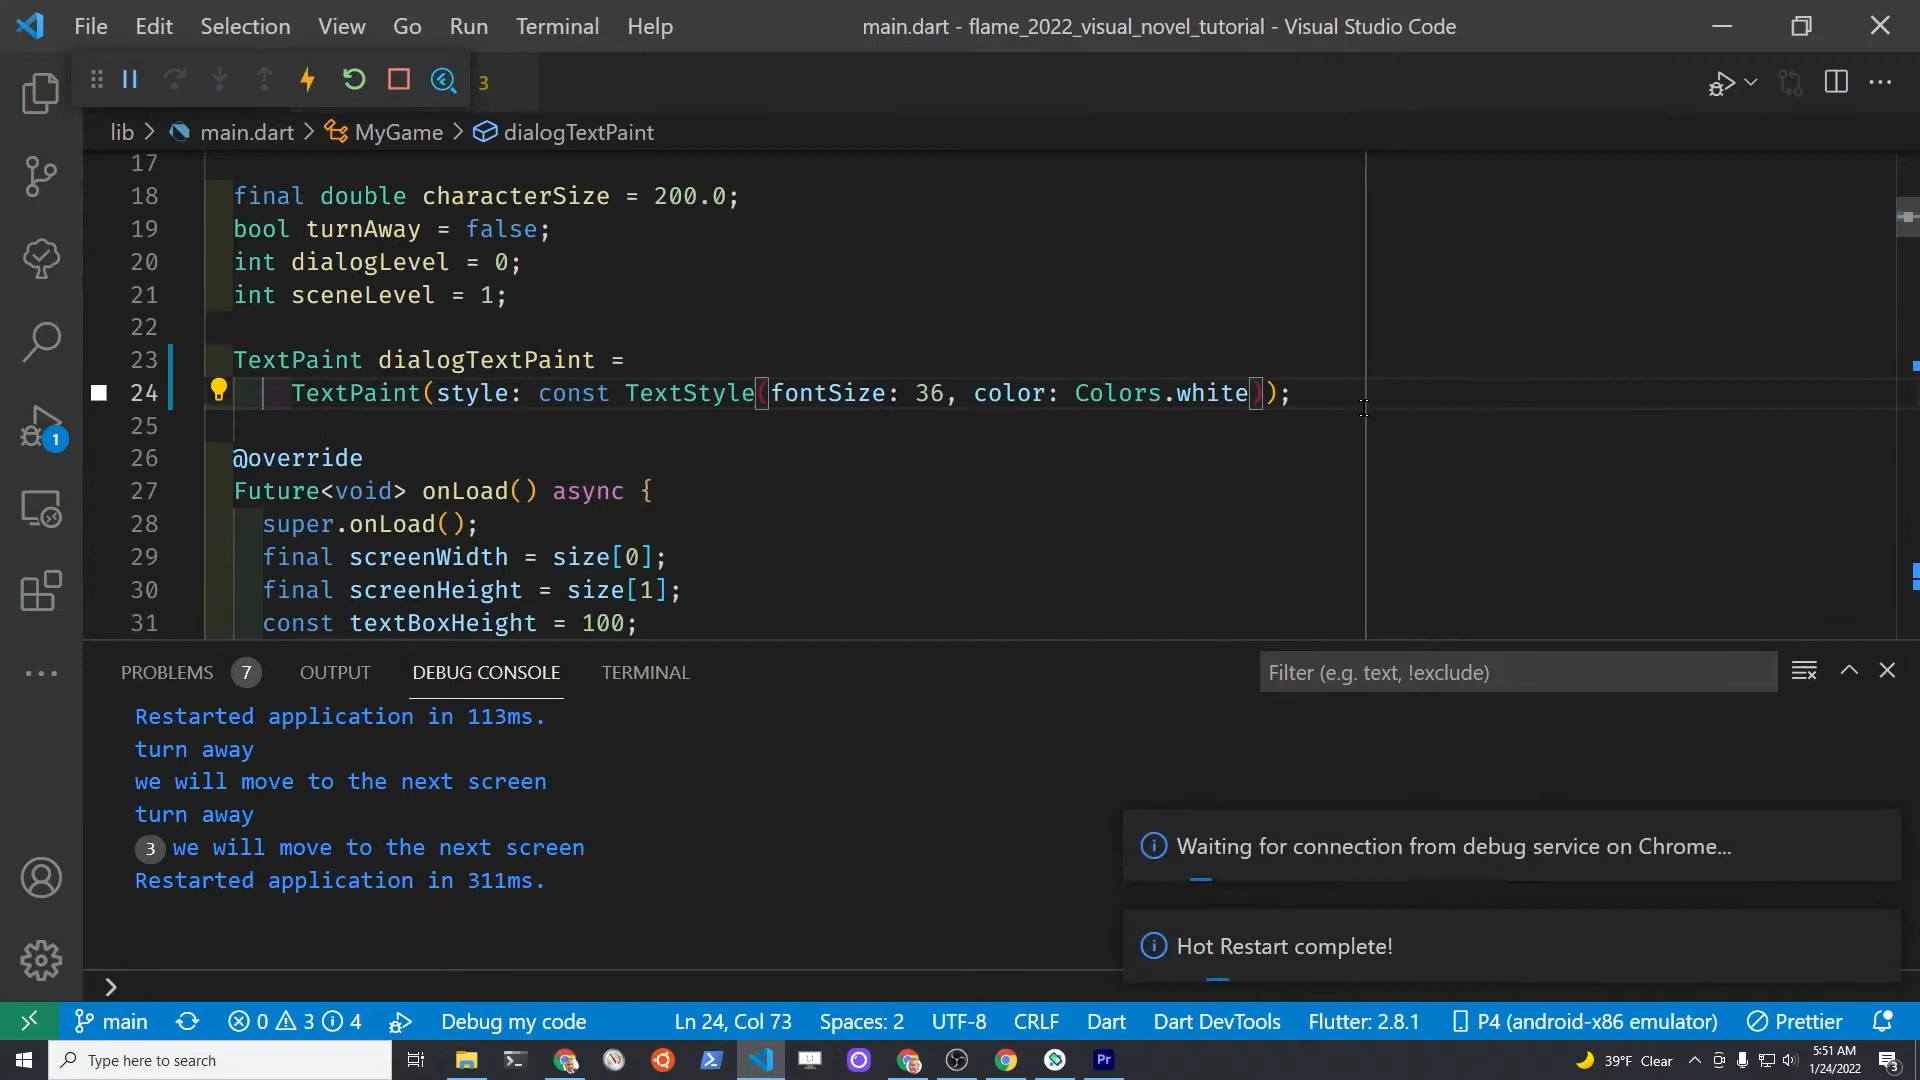 File Edit Selection View Go Run Terminal Help main.dart - flame_2022_visual_novel_tutorial - Visual Studio Code
3
lib > main.dart > MyGame > dialogTextPaint
17
18 final double characterSize = 200.0;
19 bool turnAway = false;
20 int dialogLevel = 0;
21 int sceneLevel = 1;
22
23 TextPaint dialogTextPaint =
24 TextPaint(style: const TextStyle(fontSize: 36, color: Colors.white));
25
26 @override
27 Future<void> onLoad() async {
28 super.onLoad();
29 final screenWidth = size[0];
30 final screenHeight = size[1];
31 const textBoxHeight = 100;
1
PROBLEMS 7 OUTPUT DEBUG CONSOLE TERMINAL Filter (e.g. text, !exclude)
Restarted application in 113ms.
turn away
we will move to the next screen
turn away
3 we will move to the next screen
Restarted application in 311ms.
Waiting for connection from debug service on Chrome...
Hot Restart complete!
main 0 3 4 Debug my code Ln 24, Col 73 Spaces: 2 UTF-8 CRLF Dart Dart DevTools Flutter: 2.8.1 P4 (android-x86 emulator) Prettier
Type here to search Pr 39°F Clear 5:51 AM
1/24/2022 3